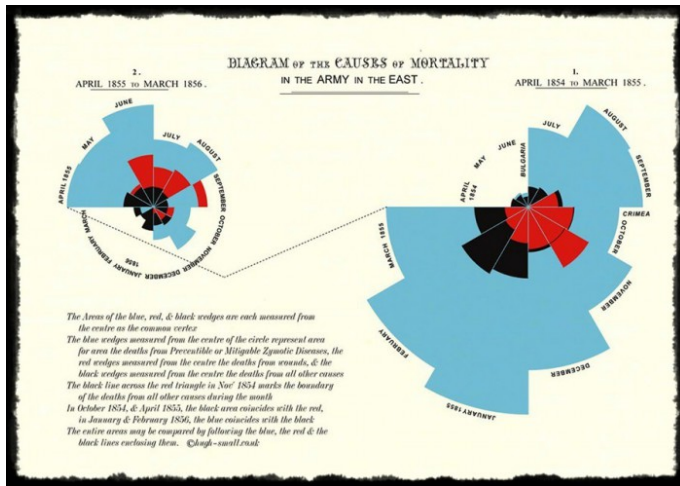 DIAGRAM OF THE CAUSES OF MORTALITY
IN THE ARMY IN THE EAST.
2.
APRIL 1855 TO MARCH 1856.
1.
APRIL 1854 TO MARCH 1855.
APRIL 1855
MAY
JUNE
JULY
AUGUST
SEPTEMBER
OCTOBER
NOVEMBER
DECEMBER
JANUARY
1856
FEBRUARY
MARCH
APRIL
1854
MAY
JUNE
BULGARIA
JULY
AUGUST
SEPTEMBER
CRIMEA
OCTOBER
NOVEMBER
DECEMBER
JANUARY 1855
FEBRUARY
MARCH
1855
The Areas of the blue, red, & black wedges are each measured from
the centre as the common vertex
The blue wedges measured from the centre of the circle represent area
for area the deaths from Preventible or Mitigable Zymotic Diseases, the
red wedges measured from the centre the deaths from wounds, & the
black wedges measured from the centre the deaths from all other causes
The black line across the red triangle in Nov' 1854 marks the boundary
of the deaths from all other causes during the month
In October 1854, & April 1855, the black area coincides with the red,
in January & February 1856, the blue coincides with the black
The entire areas may be compared by following the blue, the red & the
black lines enclosing them. ©hugh-small.co.uk